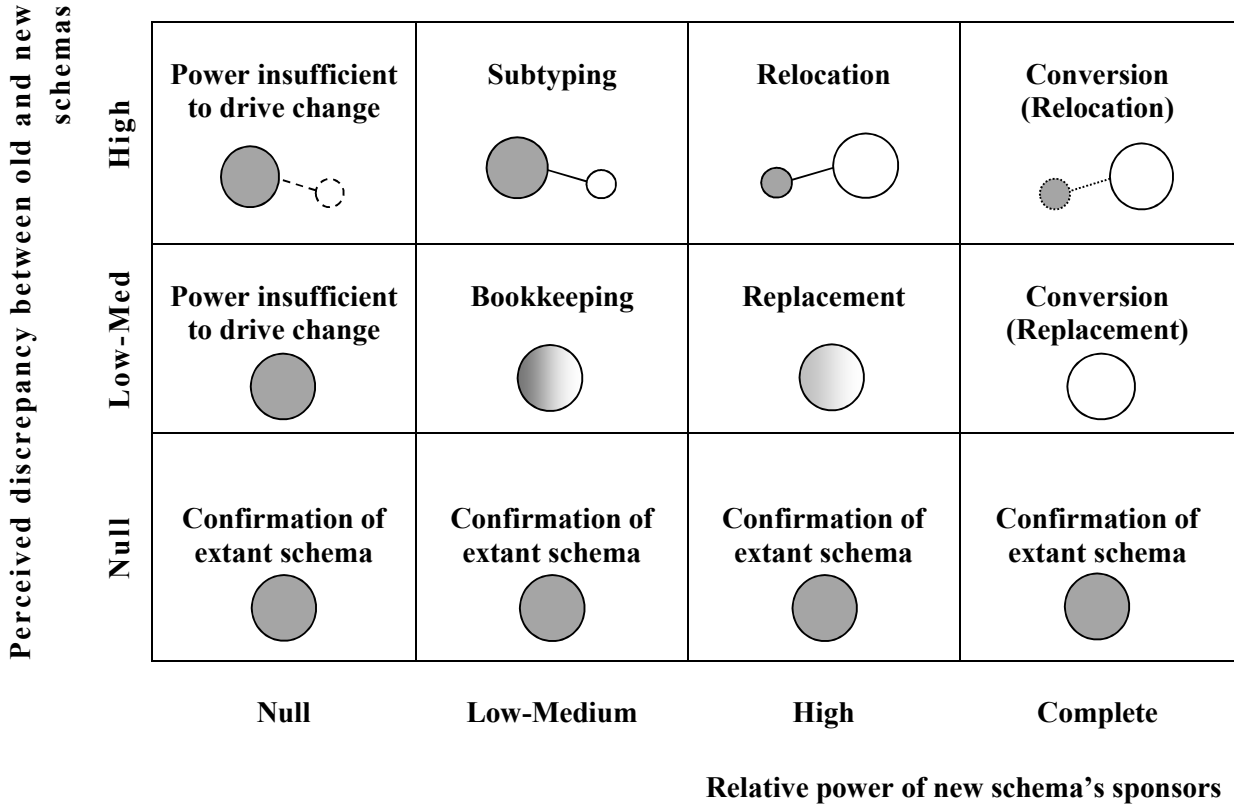 Perceived discrepancy between old and new
schemas
High
Power insufficient
to drive change
Subtyping
Relocation
Conversion
(Relocation)
Low-Med
Power insufficient
to drive change
Bookkeeping
Replacement
Conversion
(Replacement)
Null
Confirmation of
extant schema
Confirmation of
extant schema
Confirmation of
extant schema
Confirmation of
extant schema
Null
Low-Medium
High
Complete
Relative power of new schema’s sponsors